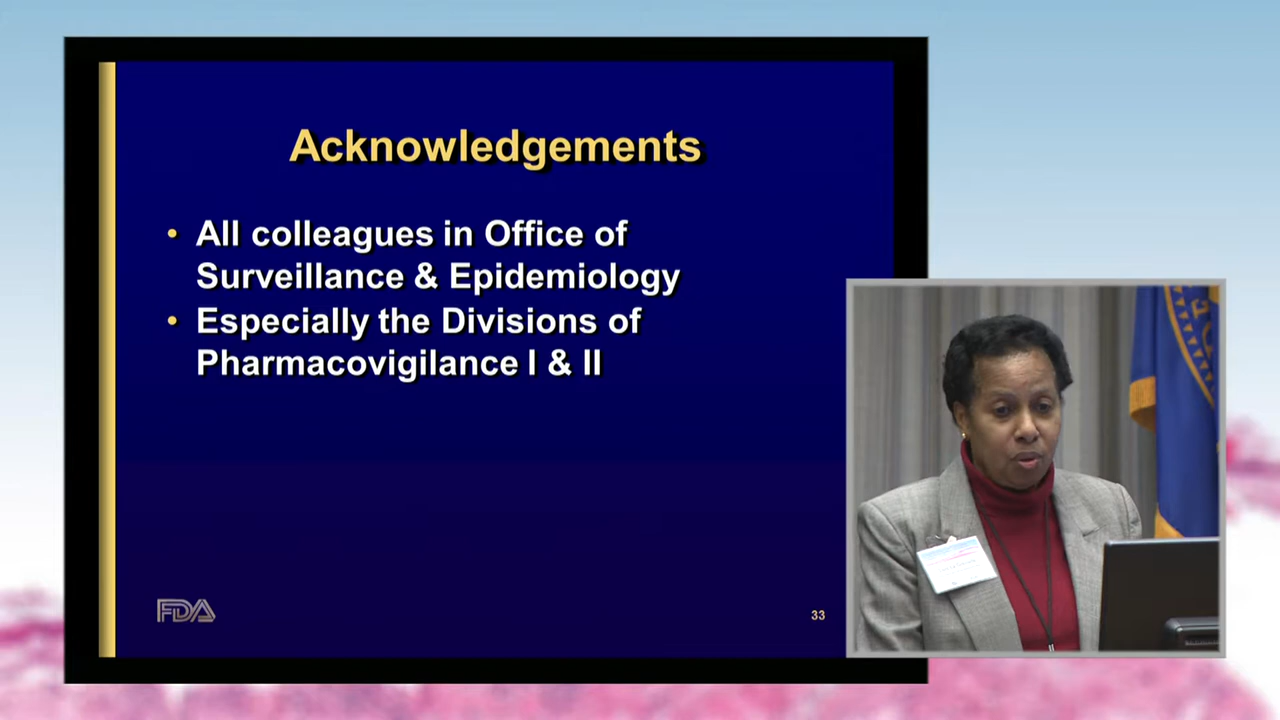 Acknowledgements
• All colleagues in Office of
Surveillance & Epidemiology
• Especially the Divisions of
Pharmacovigilance I & II
FDA
33